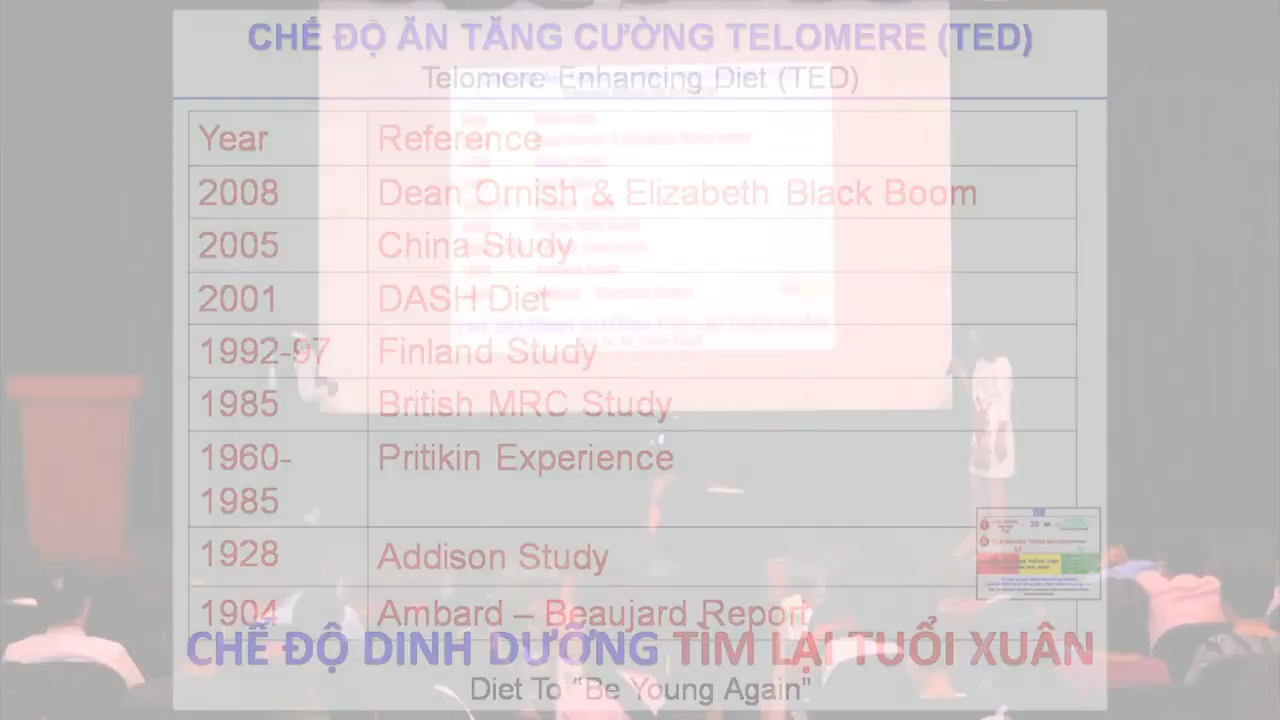 CHẾ ĐỘ ĂN TĂNG CƯỜNG TELOMERE (TED)
Telomere Enhancing Diet (TED)
Year Reference
2008 Dean Ornish & Elizabeth Black Boom
2005 China Study
2001 DASH Diet
1992-97 Finland Study
1985 British MRC Study
1960-1985 Pritikin Experience
1928 Addison Study
1904 Ambard – Beaujard Report
CHẾ ĐỘ DINH DƯỠNG TÌM LẠI TUỔI XUÂN
Diet To “Be Young Again”